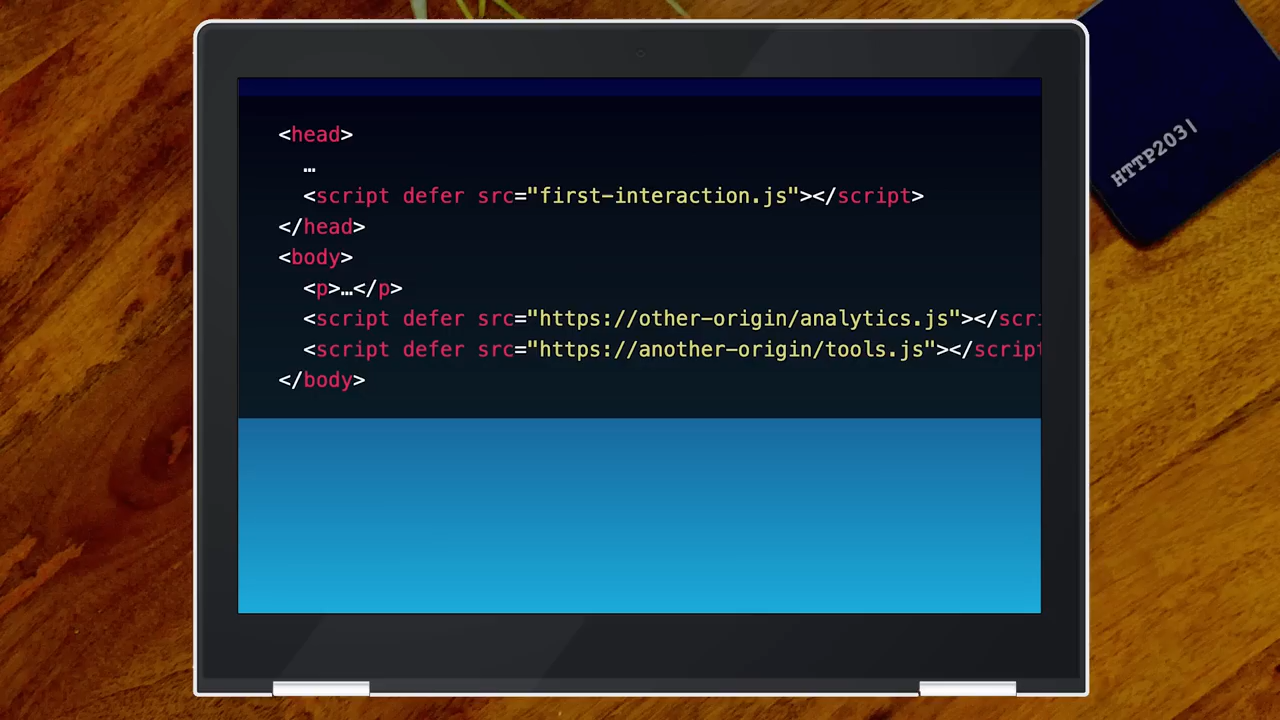 <head>
…
<script defer src="first-interaction.js"></script>
</head>
<body>
<p>…</p>
<script defer src="https://other-origin/analytics.js"></scri
<script defer src="https://another-origin/tools.js"></script
</body>
HTTP203|